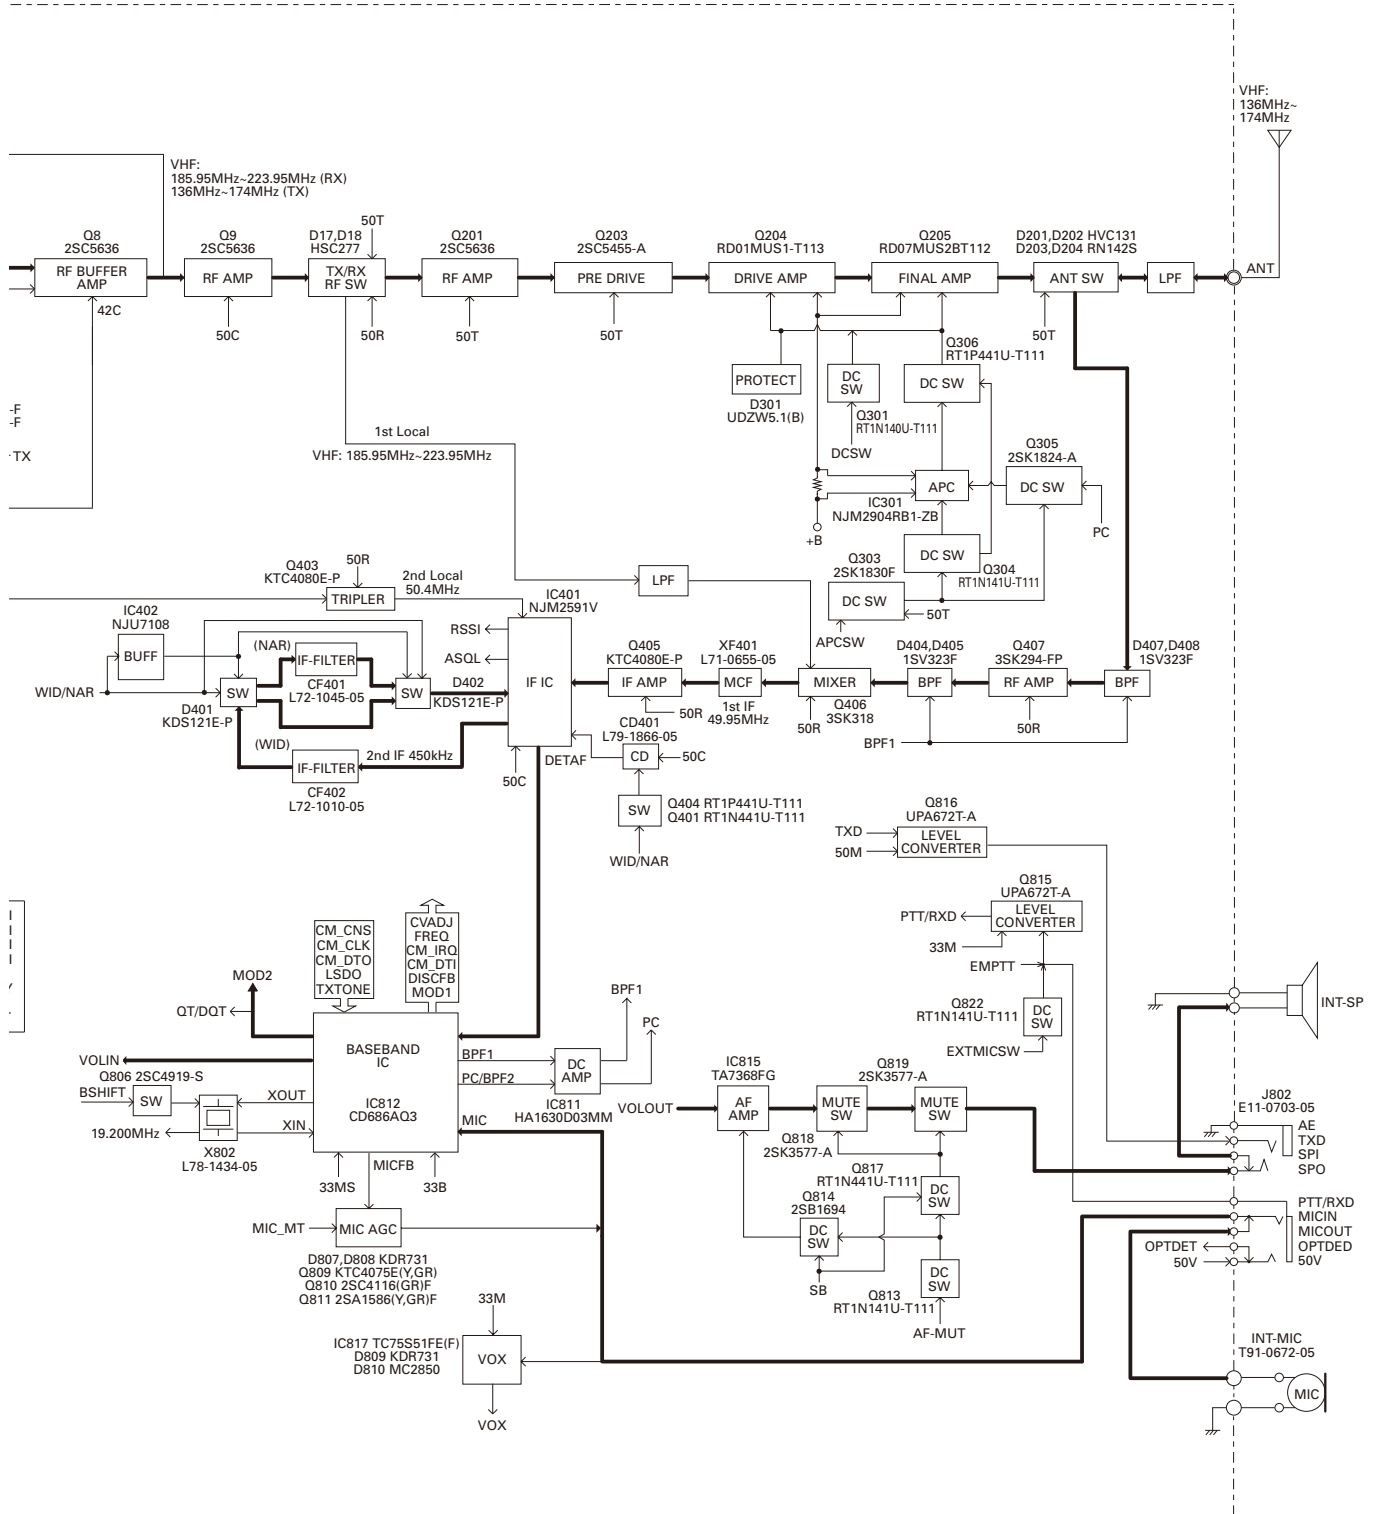 VHF:
136MHz~
174MHz
ANT
VHF:
185.95MHz~223.95MHz (RX)
136MHz~174MHz (TX)
Q8
2SC5636
RF BUFFER
AMP
42C
Q9
2SC5636
RF AMP
50C
D17,D18
HSC277
50T
TX/RX
RF SW
50R
Q201
2SC5636
RF AMP
50T
Q203
2SC5455-A
PRE DRIVE
50T
Q204
RD01MUS1-T113
DRIVE AMP
Q205
RD07MUS2BT112
FINAL AMP
D201,D202 HVC131
D203,D204 RN142S
ANT SW
50T
LPF
-F
-F
TX
PROTECT
D301
UDZW5.1(B)
DC
SW
Q301
RT1N140U-T111
DCSW
Q306
RT1P441U-T111
DC SW
1st Local
VHF: 185.95MHz~223.95MHz
Q305
2SK1824-A
DC SW
PC
APC
IC301
NJM2904RB1-ZB
+B
DC SW
Q304
RT1N141U-T111
Q303
2SK1830F
DC SW
50T
APCSW
Q403
KTC4080E-P
50R
TRIPLER
2nd Local
50.4MHz
LPF
IC401
NJM2591V
IF IC
RSSI
ASQL
50C
DETAF
IC402
NJU7108
BUFF
WID/NAR
SW
D401
KDS121E-P
(NAR)
IF-FILTER
CF401
L72-1045-05
SW
D402
KDS121E-P
(WID)
IF-FILTER
CF402
L72-1010-05
2nd IF 450kHz
Q405
KTC4080E-P
IF AMP
50R
XF401
L71-0655-05
MCF
1st IF
49.95MHz
MIXER
Q406
3SK318
50R
D404,D405
1SV323F
BPF
Q407
3SK294-FP
RF AMP
50R
D407,D408
1SV323F
BPF
BPF1
CD401
L79-1866-05
CD
50C
SW
Q404 RT1P441U-T111
Q401 RT1N441U-T111
WID/NAR
Q816
UPA672T-A
TXD
50M
LEVEL
CONVERTER
Q815
UPA672T-A
LEVEL
CONVERTER
PTT/RXD
33M
EMPTT
Q822
RT1N141U-T111
DC
SW
EXTMICSW
CM_CNS
CM_CLK
CM_DTO
LSDO
TXTONE
CVADJ
FREQ
CM_IRQ
CM_DTI
DISCFB
MOD1
MOD2
QT/DQT
VOLIN
BASEBAND
IC
IC812
CD686AQ3
BPF1
PC/BPF2
MIC
DC
AMP
IC811
HA1630D03MM
BPF1
PC
Q806 2SC4919-S
BSHIFT
SW
19.200MHz
XOUT
XIN
X802
L78-1434-05
33MS
MICFB
33B
MIC_MT
MIC AGC
D807,D808 KDR731
Q809 KTC4075E(Y,GR)
Q810 2SC4116(GR)F
Q811 2SA1586(Y,GR)F
33M
IC817 TC75S51FE(F)
D809 KDR731
D810 MC2850
VOX
VOX
VOLOUT
IC815
TA7368FG
AF
AMP
MUTE
SW
Q818
2SK3577-A
Q819
2SK3577-A
MUTE
SW
Q817
RT1N441U-T111
DC
SW
Q814
2SB1694
DC
SW
SB
DC
SW
Q813
RT1N141U-T111
AF-MUT
INT-SP
J802
E11-0703-05
AE
TXD
SPI
SPO
PTT/RXD
MICIN
MICOUT
OPTDET
OPTDED
50V
50V
INT-MIC
T91-0672-05
MIC